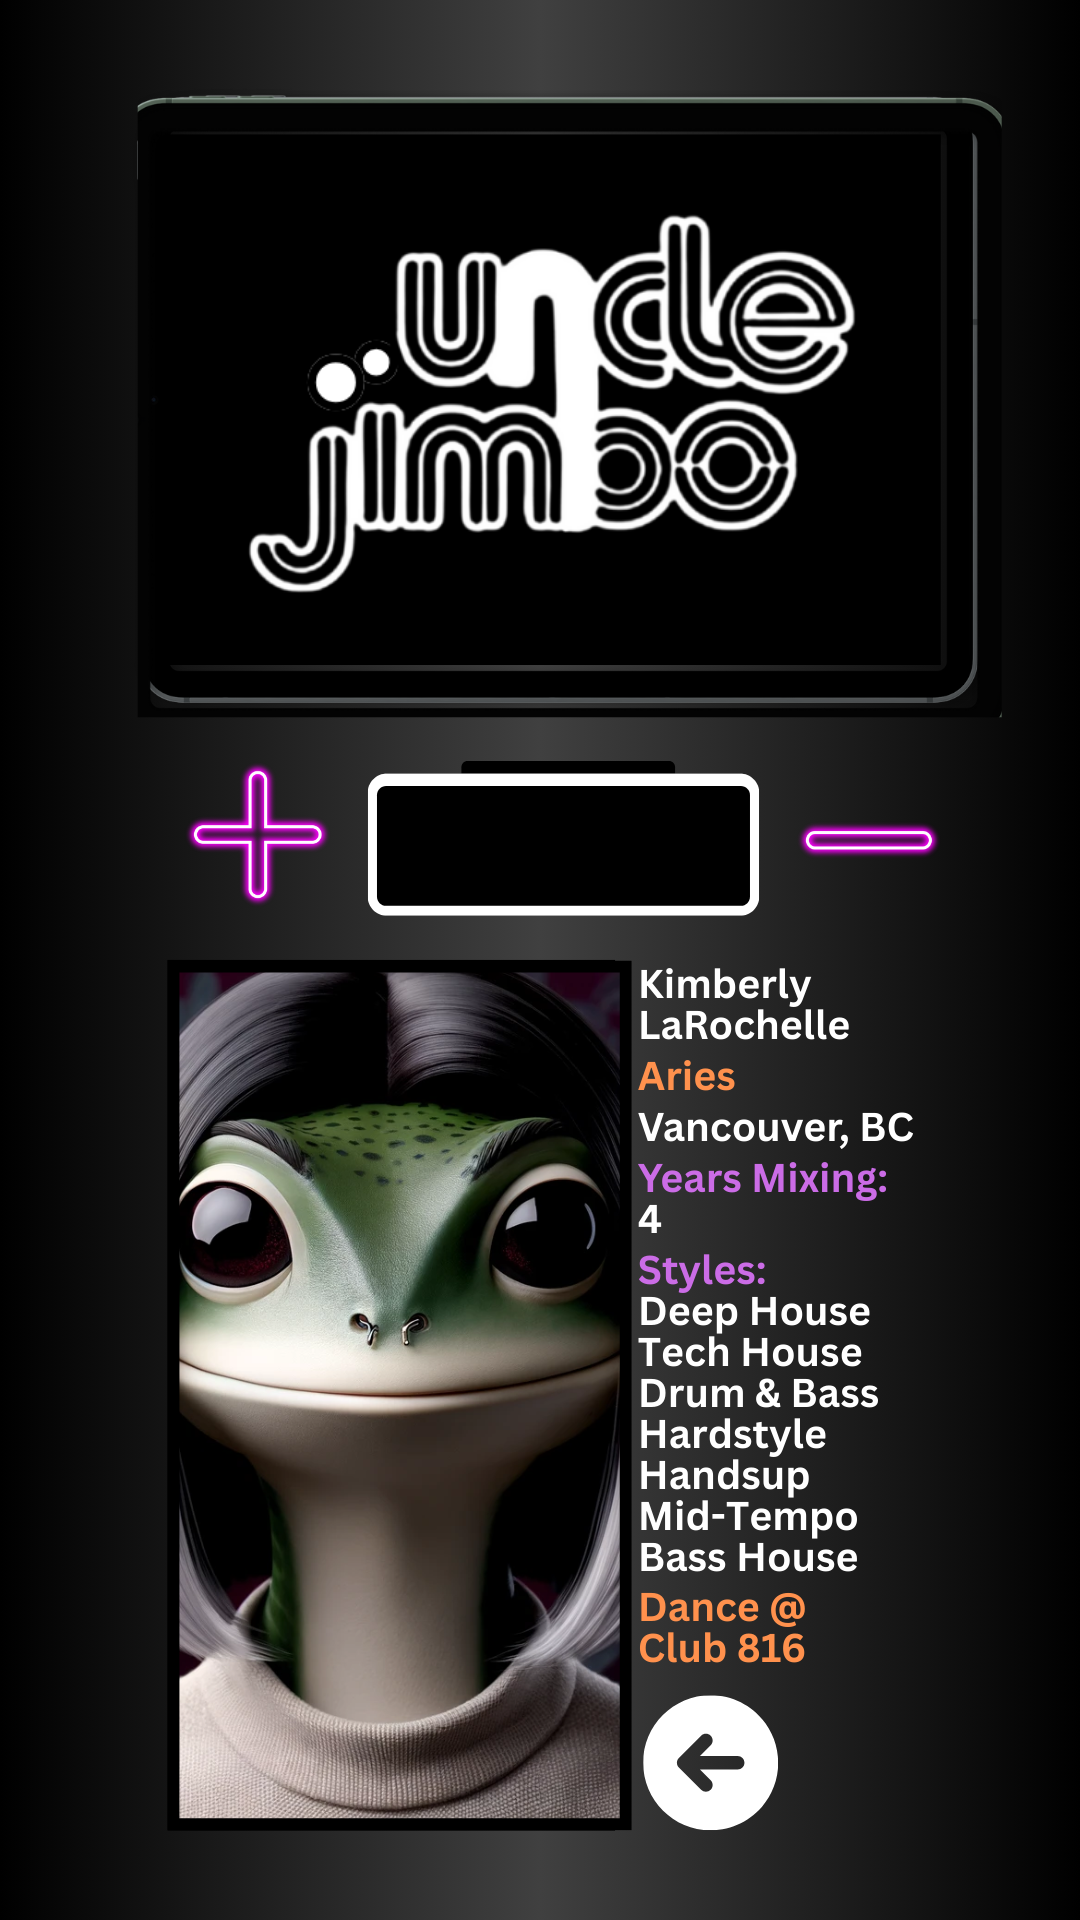 uncle
jimbo
Kimberly
LaRochelle
Aries
Vancouver, BC
Years Mixing:
4
Styles:
Deep House
Tech House
Drum & Bass
Hardstyle
Handsup
Mid-Tempo
Bass House
Dance @
Club 816